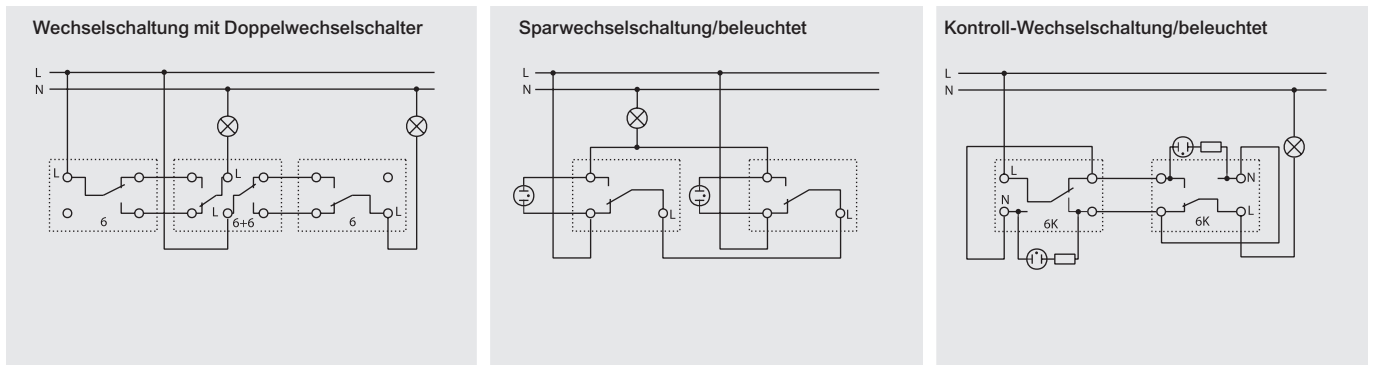 Wechselschaltung mit Doppelwechselschalter
L
N
L
L
L
L
6
6+6
6
Sparwechselschaltung/beleuchtet
L
N
L
L
Kontroll-Wechselschaltung/beleuchtet
L
N
L
N
N
L
6K
6K